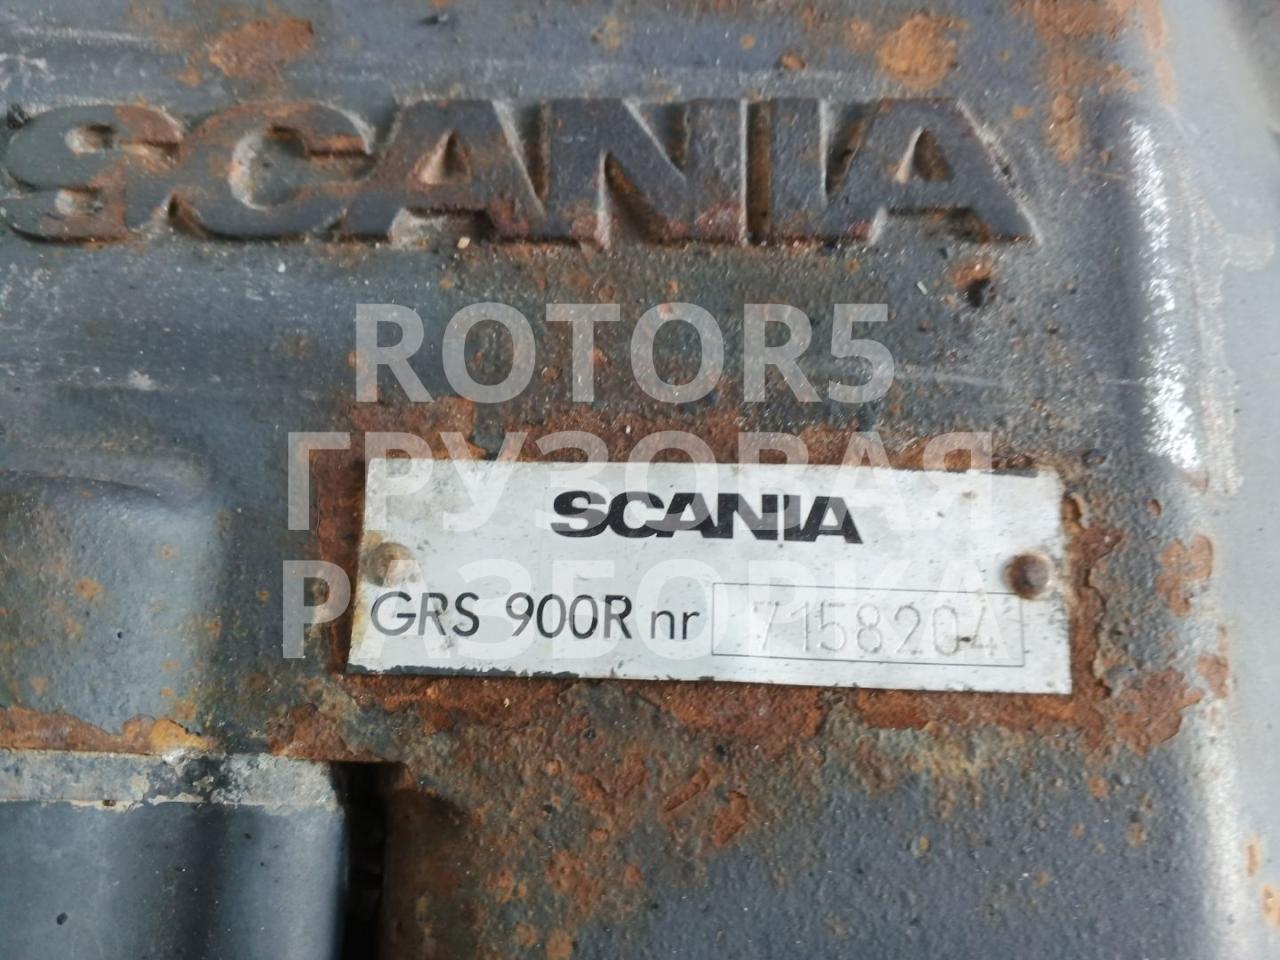 SCANIA
ROTOR5
ГРУЗОВАЯ
РАЗБОРКА
SCANIA
GRS 900R nr 7158204